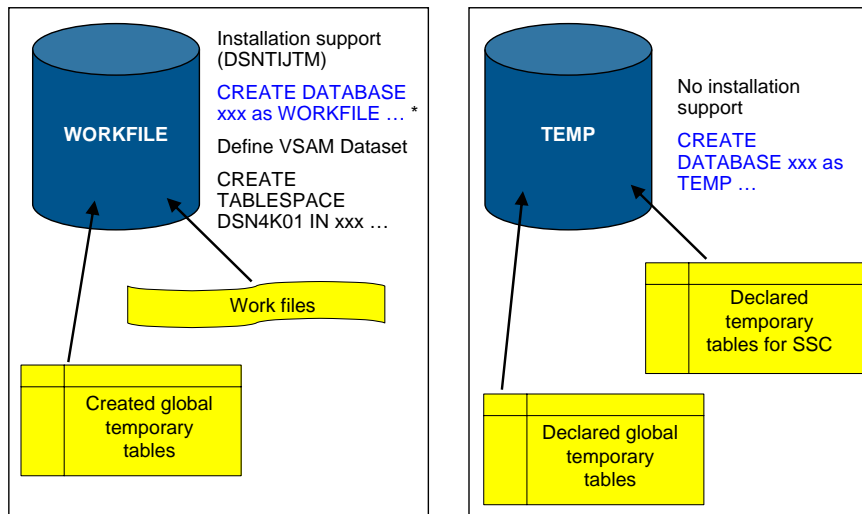 WORKFILE
Installation support
(DSNTIJTM)
CREATE DATABASE
xxx as WORKFILE … *
Define VSAM Dataset
CREATE
TABLESPACE
DSN4K01 IN xxx …
Work files
Created global
temporary
tables
TEMP
No installation
support
CREATE
DATABASE xxx as
TEMP …
Declared
temporary
tables for SSC
Declared global
temporary
tables